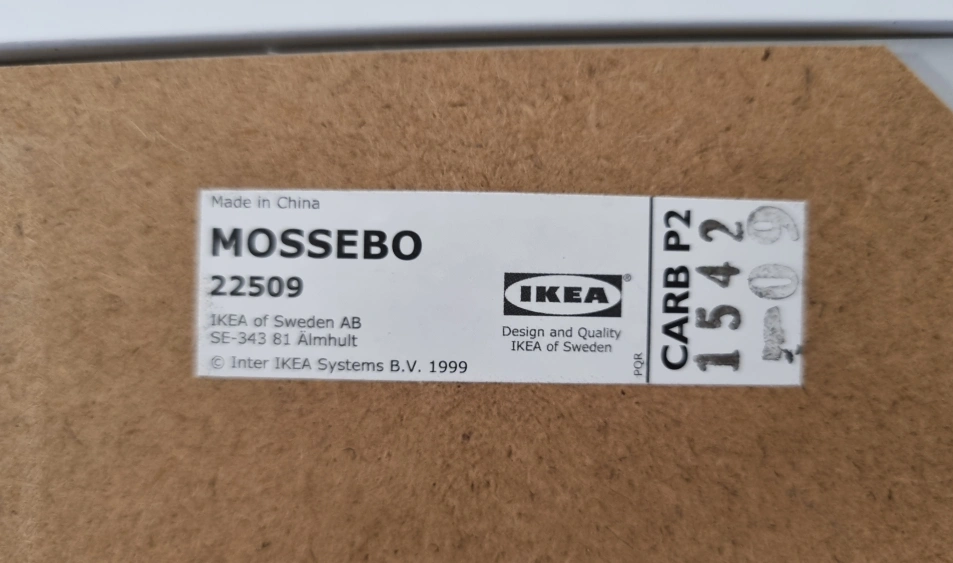 Made in China
MOSSEBO
22509
IKEA of Sweden AB
SE-343 81 Älmhult
© Inter IKEA Systems B.V. 1999
IKEA®
Design and Quality
IKEA of Sweden
PQR
CARB P2
1542
09